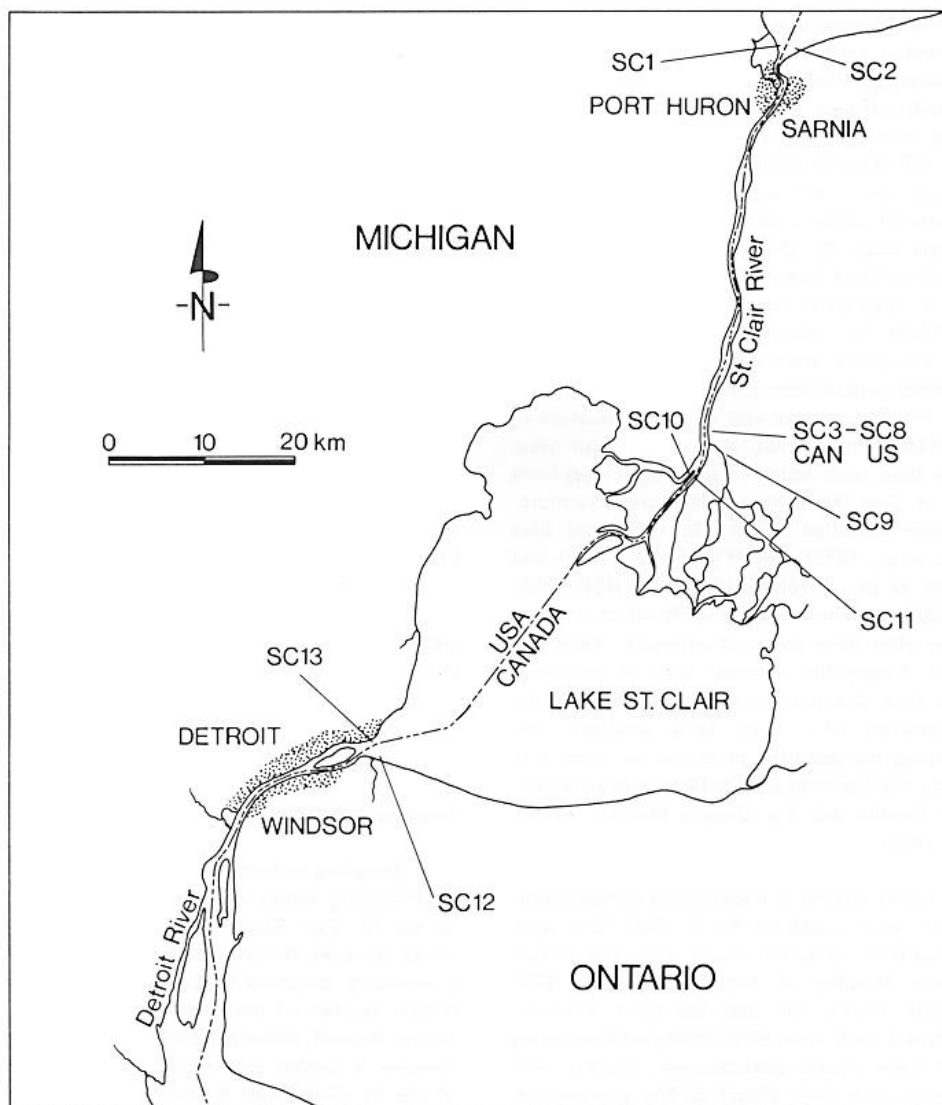 SC1
SC2
PORT HURON
SARNIA
MICHIGAN
-N-
St. Clair River
0 10 20 km
SC10
SC3-SC8
CAN US
SC9
SC11
USA
CANADA
SC13
LAKE ST. CLAIR
DETROIT
WINDSOR
SC12
Detroit River
ONTARIO